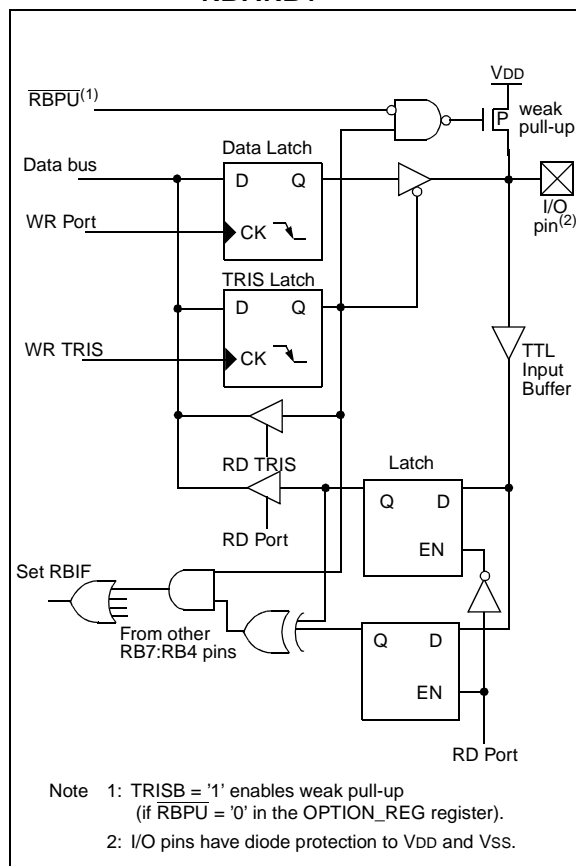 RBPU(1)
VDD
P
weak
pull-up
Data Latch
Data bus
D
Q
I/O
pin(2)
WR Port
CK
TRIS Latch
D
Q
WR TRIS
CK
TTL
Input
Buffer
RD TRIS
Latch
Q
D
RD Port
EN
Set RBIF
From other
RB7:RB4 pins
Q
D
EN
RD Port
Note 1: TRISB = '1' enables weak pull-up
(if RBPU = '0' in the OPTION_REG register).
2: I/O pins have diode protection to VDD and VSS.